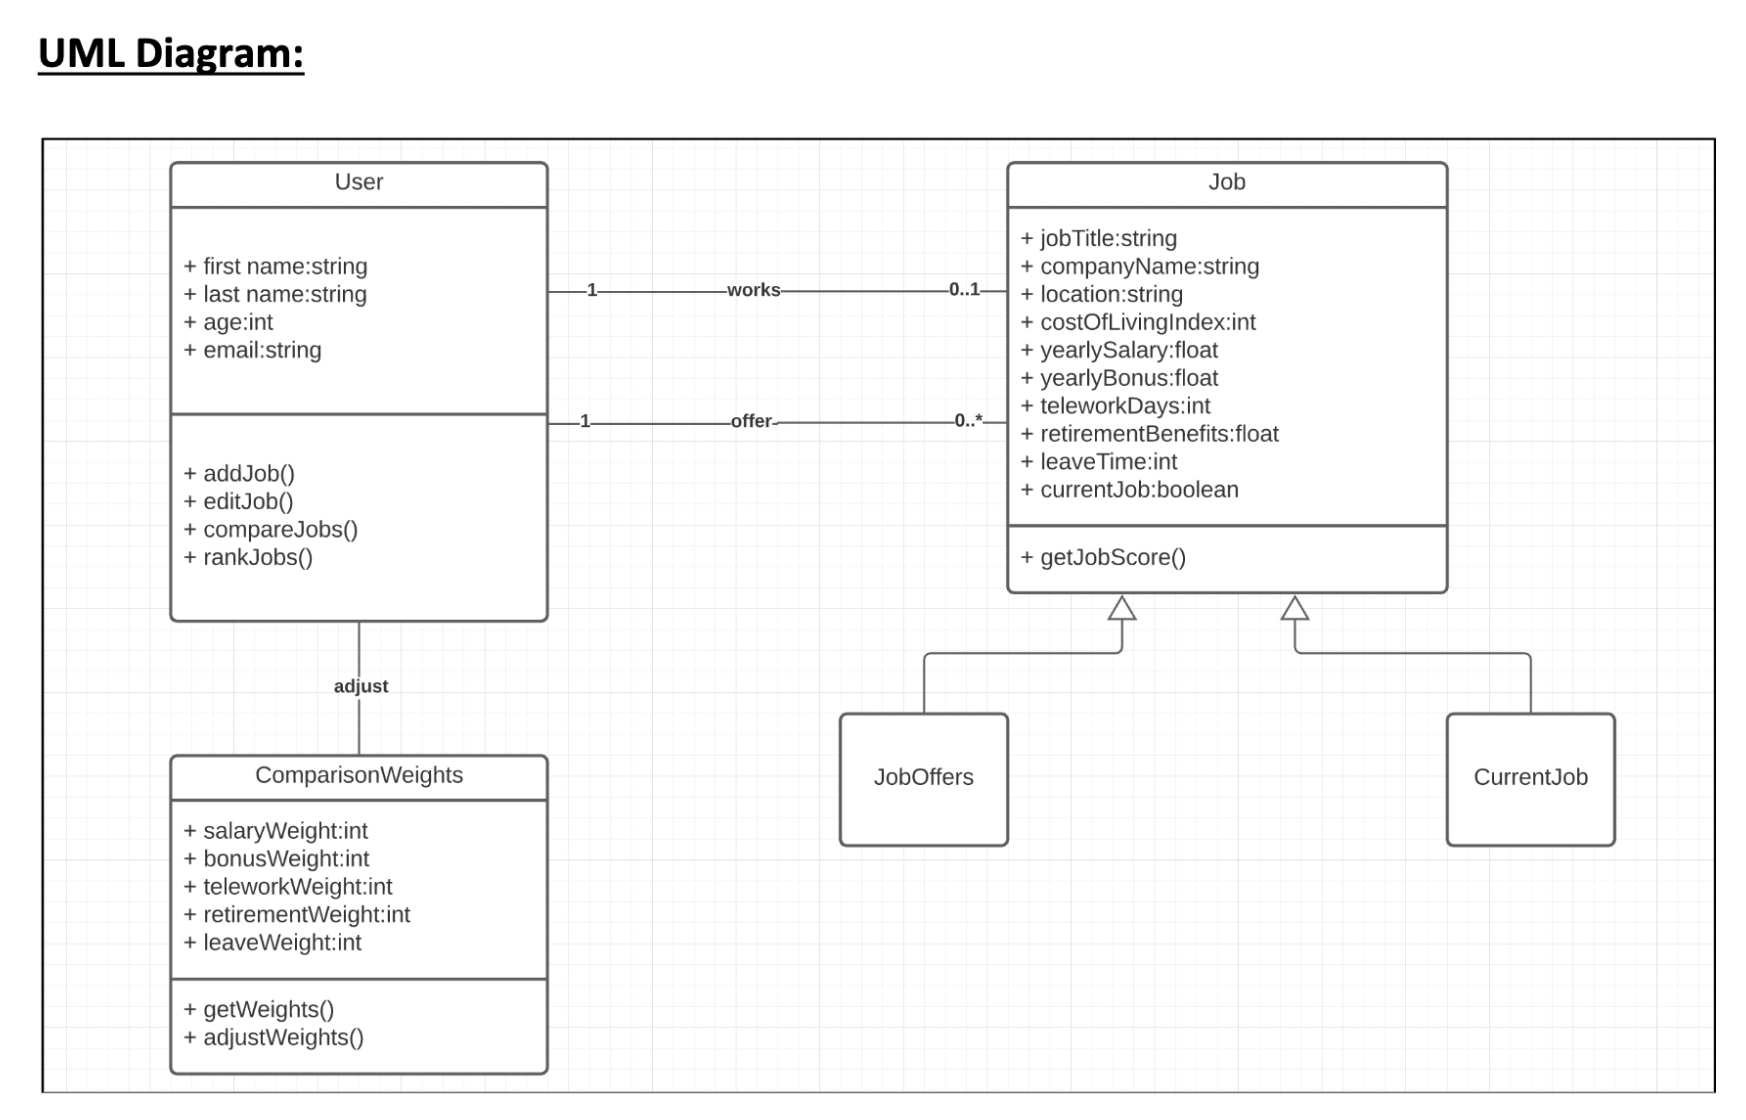 UML Diagram:
User
+ first name:string
+ last name:string
+ age:int
+ email:string
+ addJob()
+ editJob()
+ compareJobs()
+ rankJobs()
1
works
0..1
1
offer
0..*
Job
+ jobTitle:string
+ companyName:string
+ location:string
+ costOfLivingIndex:int
+ yearlySalary:float
+ yearlyBonus:float
+ teleworkDays:int
+ retirementBenefits:float
+ leaveTime:int
+ currentJob:boolean
+ getJobScore()
adjust
ComparisonWeights
+ salaryWeight:int
+ bonusWeight:int
+ teleworkWeight:int
+ retirementWeight:int
+ leaveWeight:int
+ getWeights()
+ adjustWeights()
JobOffers
CurrentJob